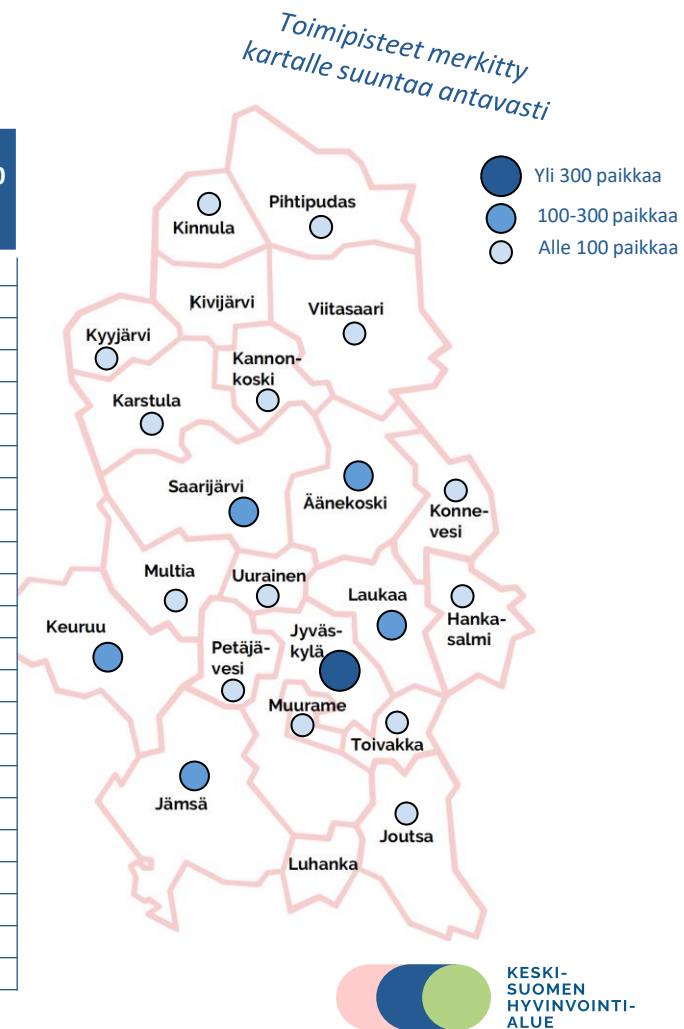 Toimipisteet merkitty
kartalle suuntaa antavasti
0
Yli 300 paikkaa
100-300 paikkaa
Alle 100 paikkaa
Kinnula
Pihtipudas
Kivijärvi
Viitasaari
Kyyjärvi
Kannon-
koski
Karstula
Saarijärvi
Äänekoski
Konne-
vesi
Multia
Uurainen
Laukaa
Hanka-
salmi
Keuruu
Petäjä-
vesi
Jyväs-
kylä
Muurame
Toivakka
Jämsä
Joutsa
Luhanka
KESKI-
SUOMEN
HYVINVOINTI-
ALUE